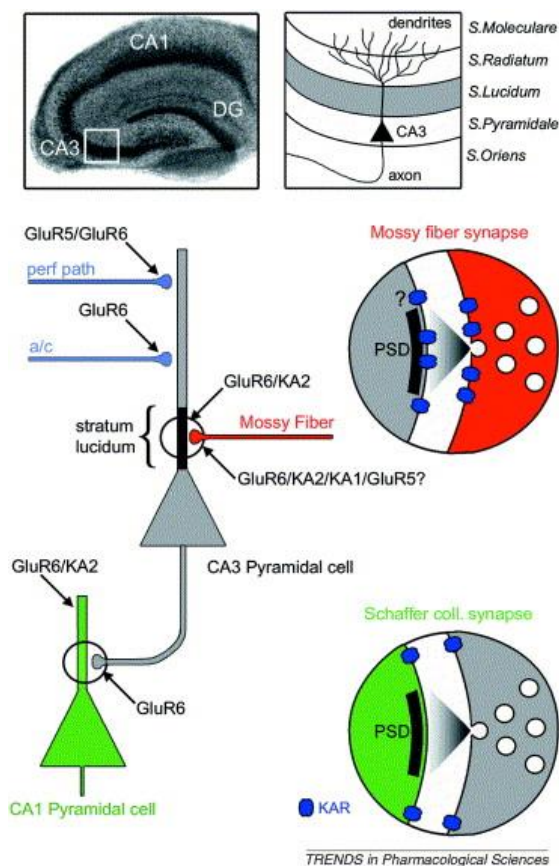 CA1
DG
CA3
dendrites
CA3
axon
S.Moleculare
S.Radiatum
S.Lucidum
S.Pyramidale
S.Oriens
GluR5/GluR6
perf path
GluR6
a/c
GluR6/KA2
stratum
lucidum
Mossy Fiber
GluR6/KA2/KA1/GluR5?
CA3 Pyramidal cell
Mossy fiber synapse
?
PSD
GluR6/KA2
GluR6
CA1 Pyramidal cell
Schaffer coll. synapse
PSD
KAR
TRENDS in Pharmacological Sciences